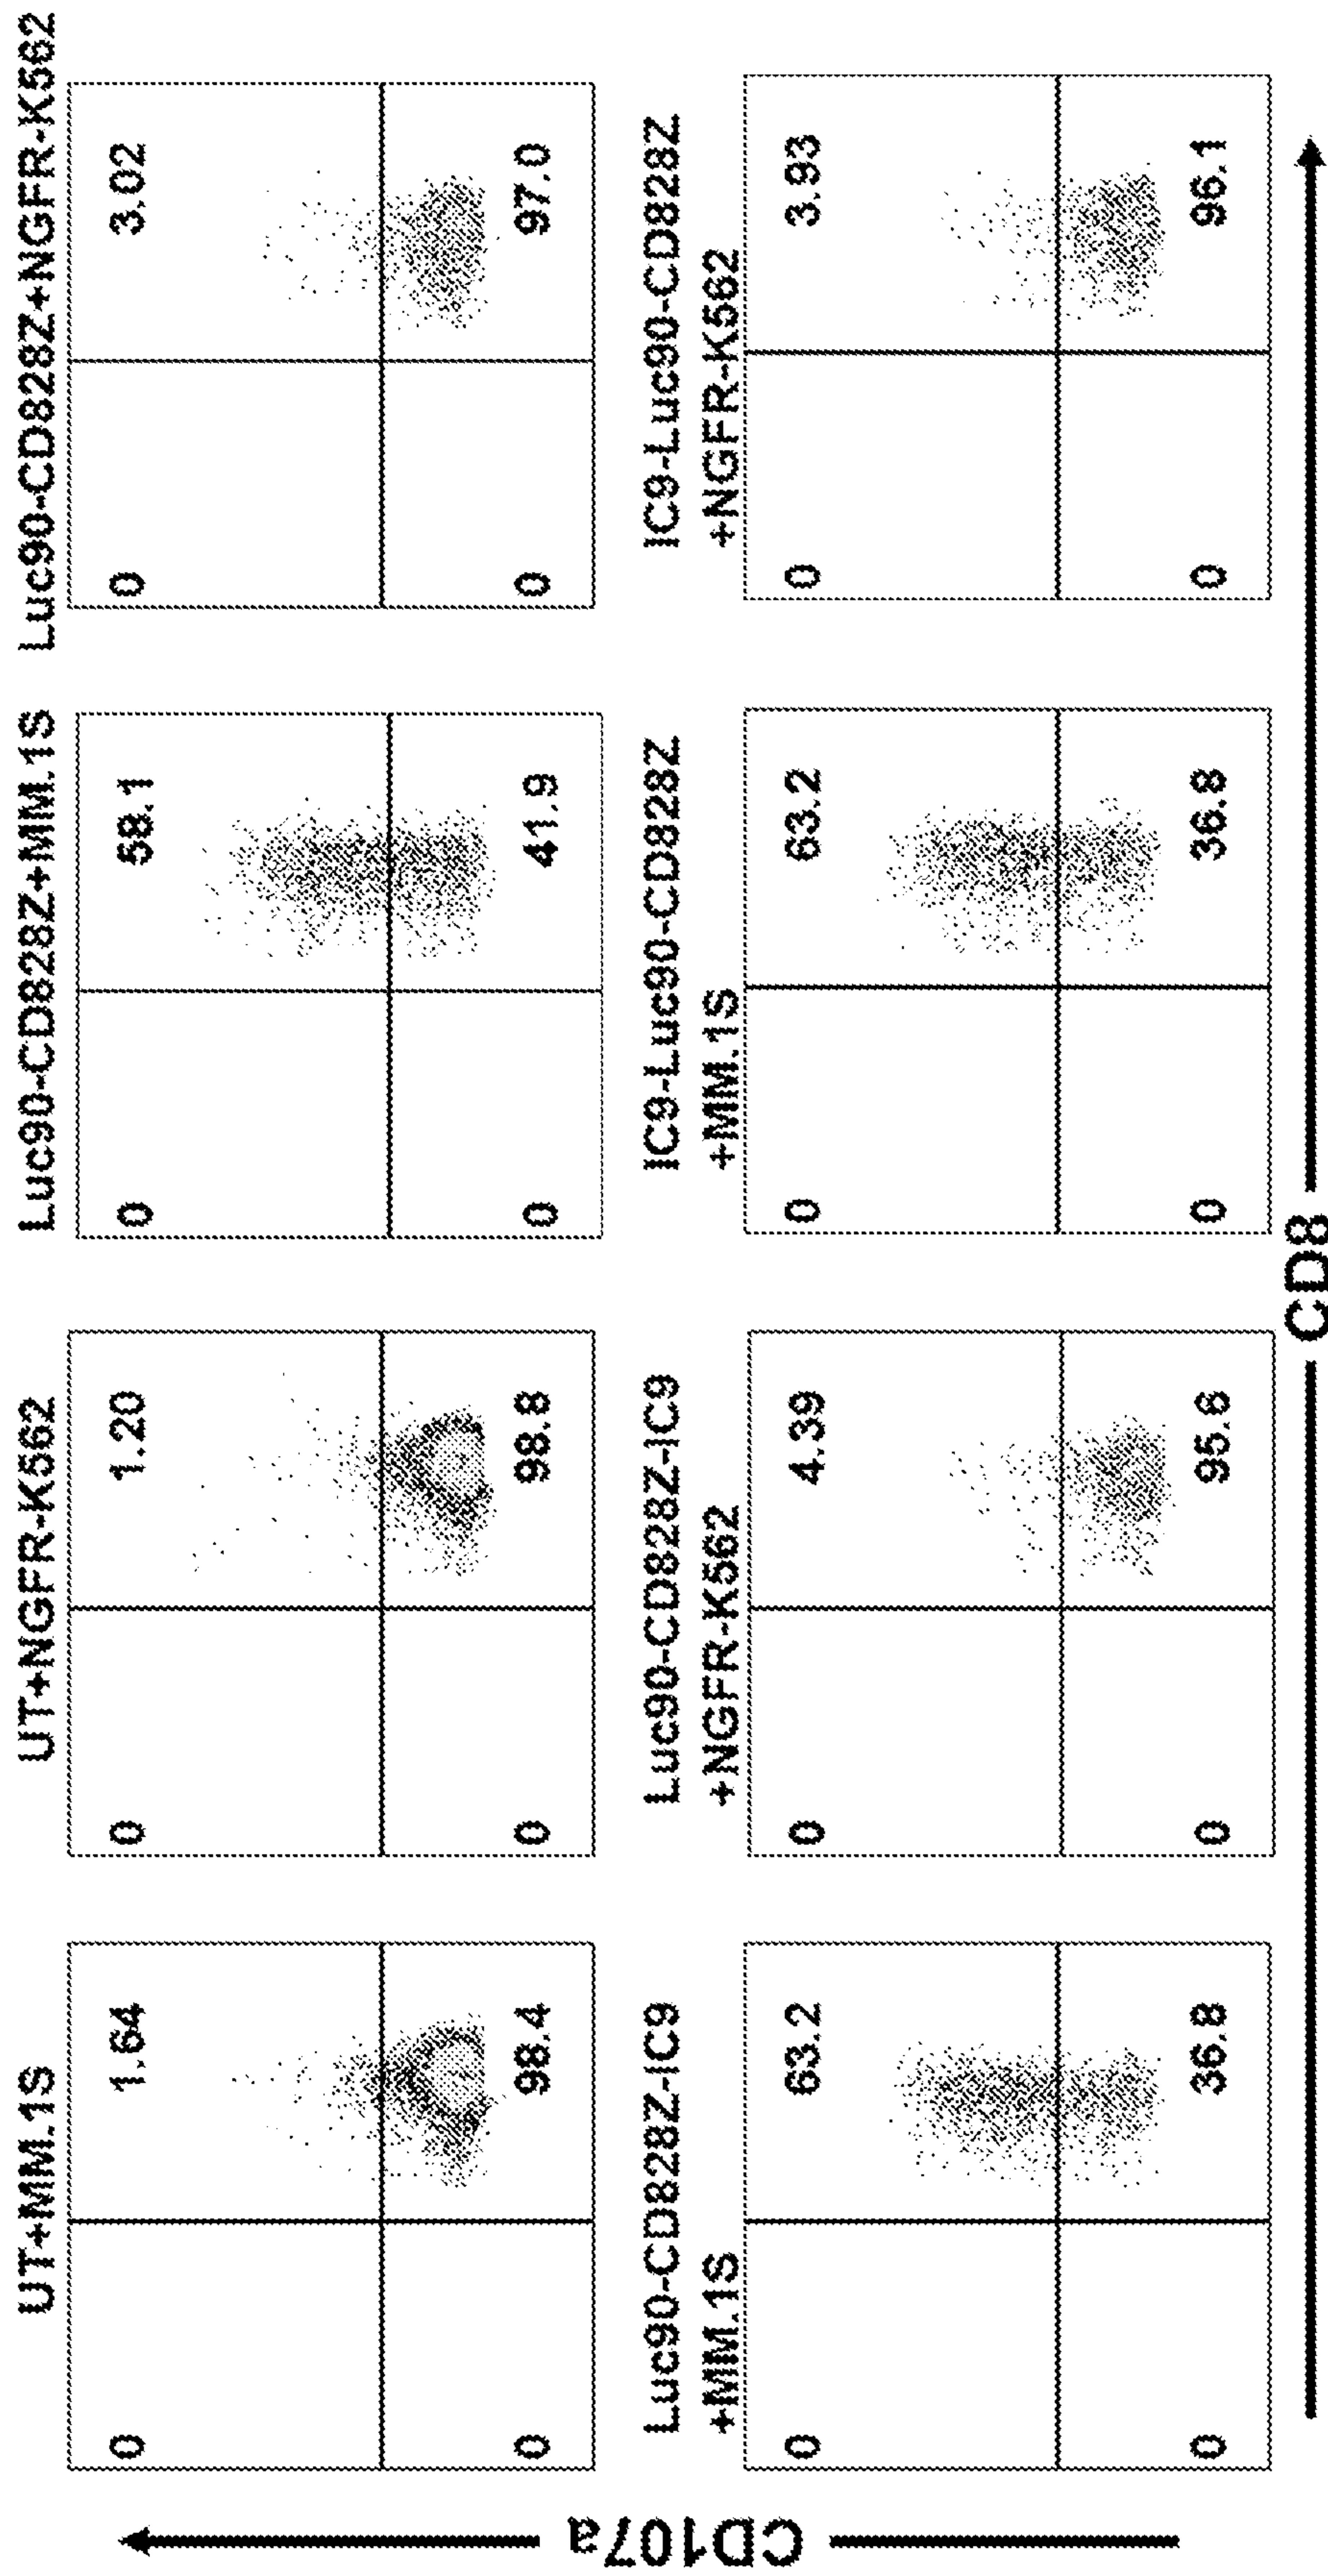 UT+MM.1S
UT+NGFR-K562
Luc90-CD828Z+MM.1S
Luc90-CD828Z+NGFR-K562
0
1.64
0
1.20
0
58.1
0
3.02
0
98.4
0
98.8
0
41.9
0
97.0
Luc90-CD828Z-IC9
+MM.1S
Luc90-CD828Z-IC9
+NGFR-K562
IC9-Luc90-CD828Z
+MM.1S
IC9-Luc90-CD828Z
+NGFR-K562
0
63.2
0
4.39
0
63.2
0
3.93
0
36.8
0
95.6
0
36.8
0
96.1
CD107a
CD8